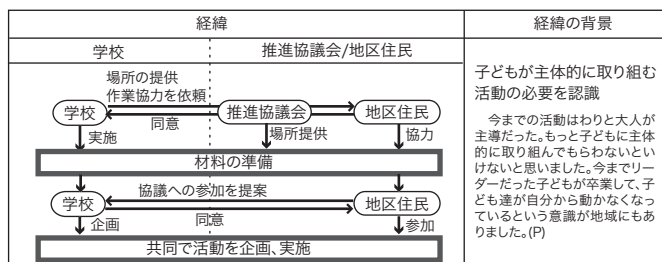 経緯
経緯の背景
学校
推進協議会/地区住民
場所の提供
作業協力を依頼
学校
推進協議会
地区住民
同意
実施
場所提供
協力
材料の準備
協議への参加を提案
学校
地区住民
企画
同意
参加
共同で活動を企画、実施
子どもが主体的に取り組む
活動の必要を認識
今までの活動はわりと大人が
主導だった。もっと子どもに主体
的に取り組んでもらわないとい
けないと思いました。今までリー
ダーだった子どもが卒業して、子
ども達が自分から動かなくなな
っているという意識が地域にもあ
りました。(P)